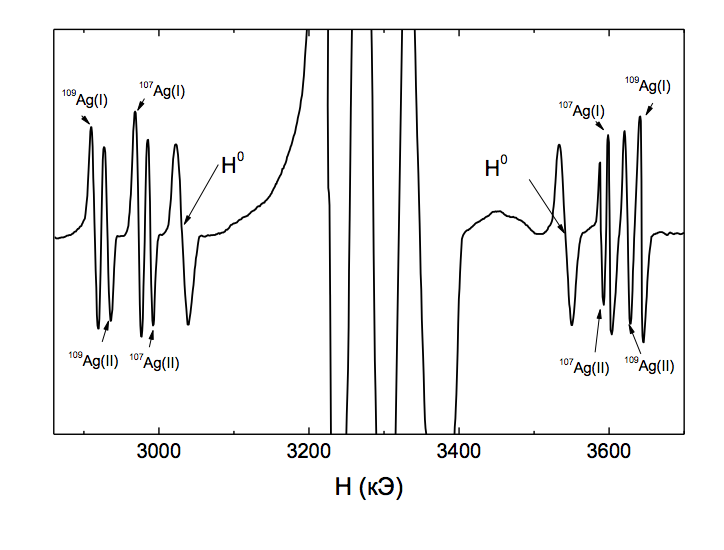 ¹⁰⁹Ag(I)
¹⁰⁷Ag(I)
H⁰
¹⁰⁹Ag(II)
¹⁰⁷Ag(II)
¹⁰⁹Ag(I)
¹⁰⁷Ag(I)
H⁰
¹⁰⁷Ag(II)
¹⁰⁹Ag(II)
3000
3200
3400
3600
H (кЭ)